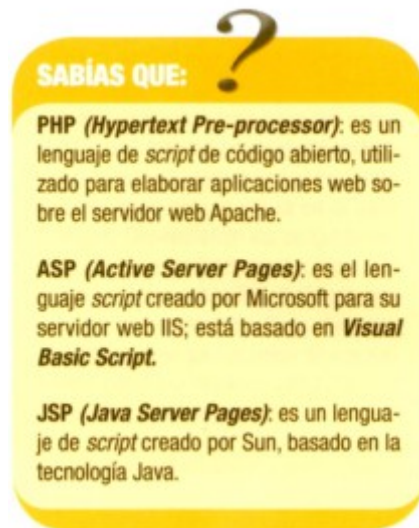 ?
SABÍAS QUE:
PHP (Hypertext Pre-processor): es un
lenguaje de script de código abierto, utili-
zado para elaborar aplicaciones web so-
bre el servidor web Apache.
ASP (Active Server Pages): es el len-
guaje script creado por Microsoft para su
servidor web IIS; está basado en Visual
Basic Script.
JSP (Java Server Pages): es un lengua-
je de script creado por Sun, basado en la
tecnología Java.